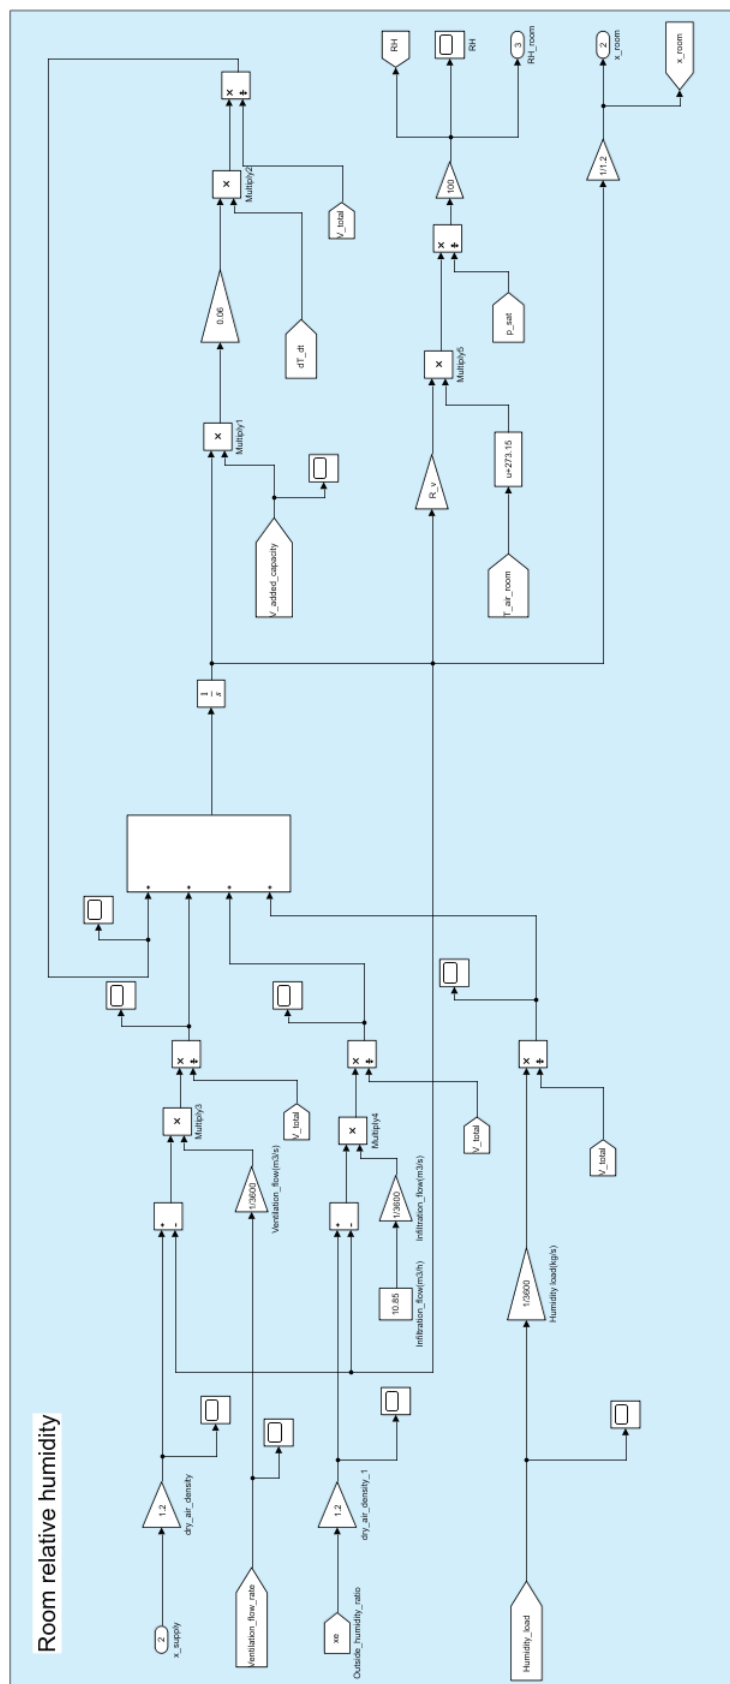 Room relative humidity
2
x_supply
1.2
dry_air_density
+
-
×
Multiply3
×
÷
V_total
Ventilation_flow_rate
1/3600
Ventilation_flow(m3/s)
xe
Outside_humidity_ratio
1.2
dry_air_density_1
+
-
10.85
Infiltration_flow(m3/h)
1/3600
Infiltration_flow(m3/s)
×
Multiply4
×
÷
V_total
Humidity_load
1/3600
Humidity load(kg/s)
×
÷
V_total
+
+
+
+
1
s
V_added_capacity
×
Multiply1
0.06
dT_dt
×
Multiply2
V_total
×
÷
R_v
T_air_room
u+273.15
×
Multiply5
p_sat
×
÷
100
RH
RH
3
RH_room
1/1.2
2
x_room
x_room